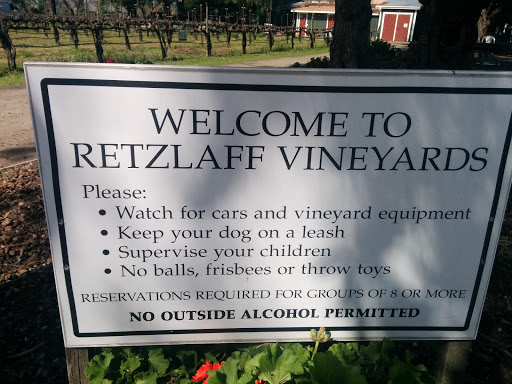 WELCOME TO
RETZLAFF VINEYARDS
Please:
• Watch for cars and vineyard equipment
• Keep your dog on a leash
• Supervise your children
• No balls, frisbees or throw toys
RESERVATIONS REQUIRED FOR GROUPS OF 8 OR MORE
NO OUTSIDE ALCOHOL PERMITTED